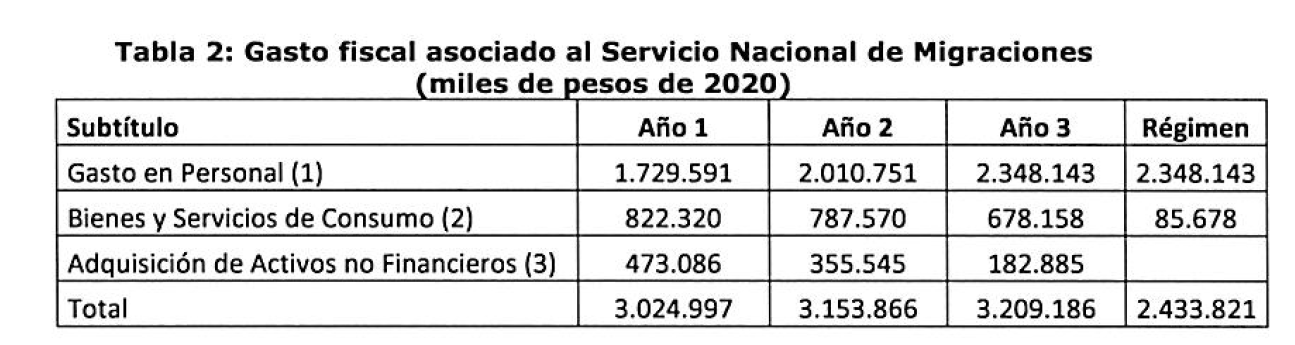 Tabla 2: Gasto fiscal asociado al Servicio Nacional de Migraciones
(miles de pesos de 2020)
Subtítulo Año 1 Año 2 Año 3 Régimen
Gasto en Personal (1) 1.729.591 2.010.751 2.348.143 2.348.143
Bienes y Servicios de Consumo (2) 822.320 787.570 678.158 85.678
Adquisición de Activos no Financieros (3) 473.086 355.545 182.885
Total 3.024.997 3.153.866 3.209.186 2.433.821